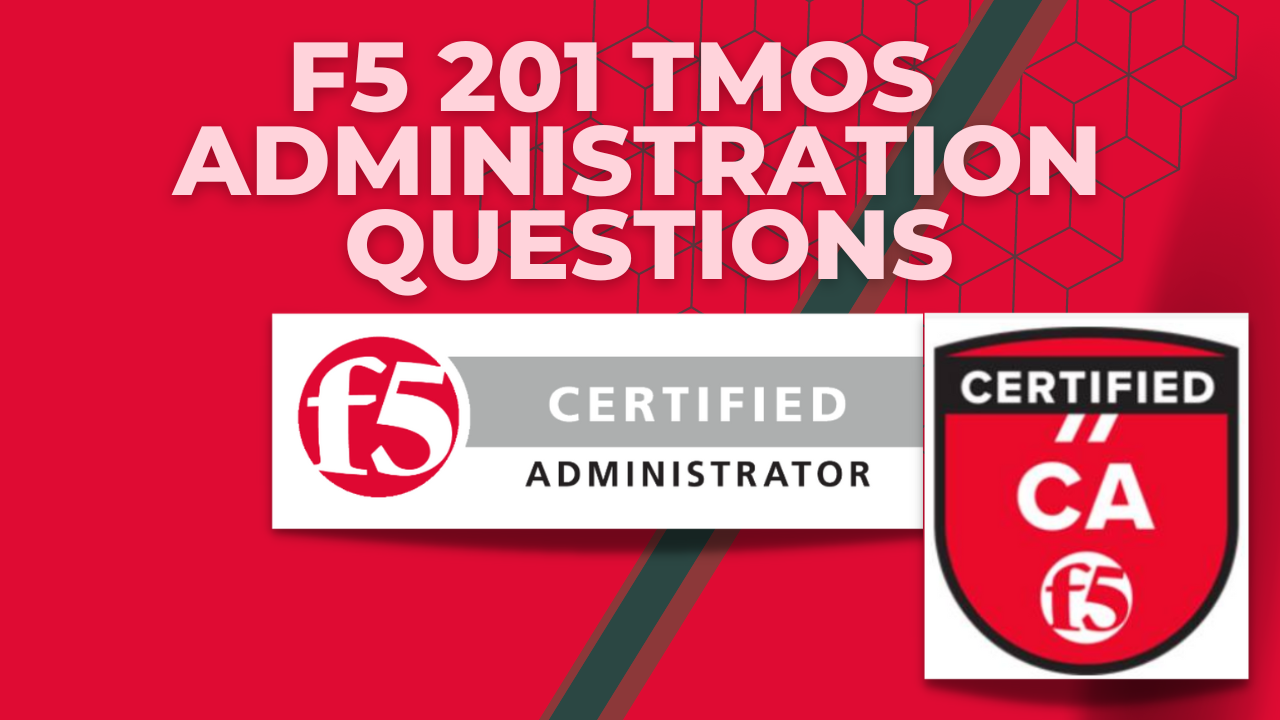 F5 201 TMOS
ADMINISTRATION
QUESTIONS
f5
CERTIFIED
ADMINISTRATOR
CERTIFIED
CA
f5